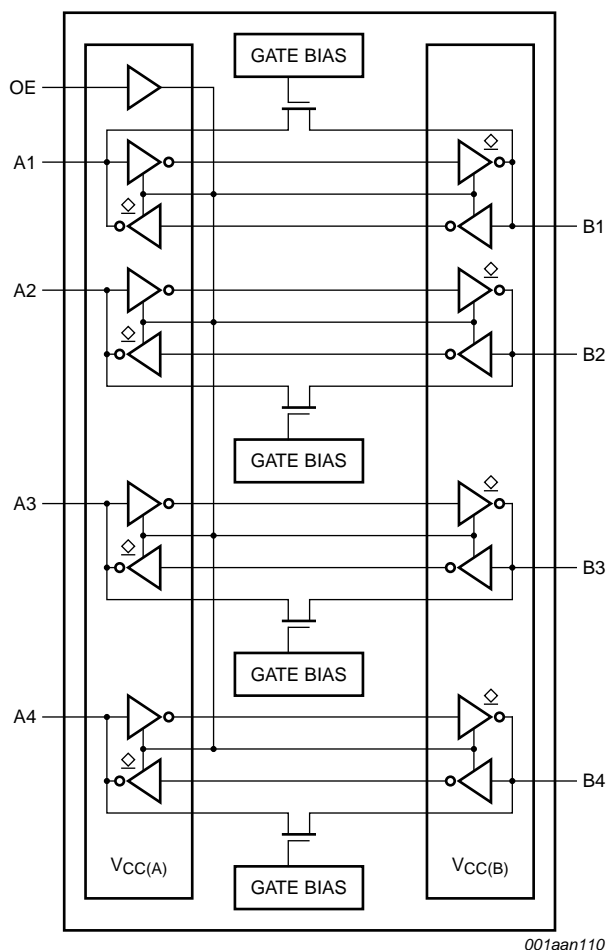 GATE BIAS
OE
A1
B1
A2
B2
GATE BIAS
A3
B3
GATE BIAS
A4
B4
VCC(A)
GATE BIAS
VCC(B)
001aan110